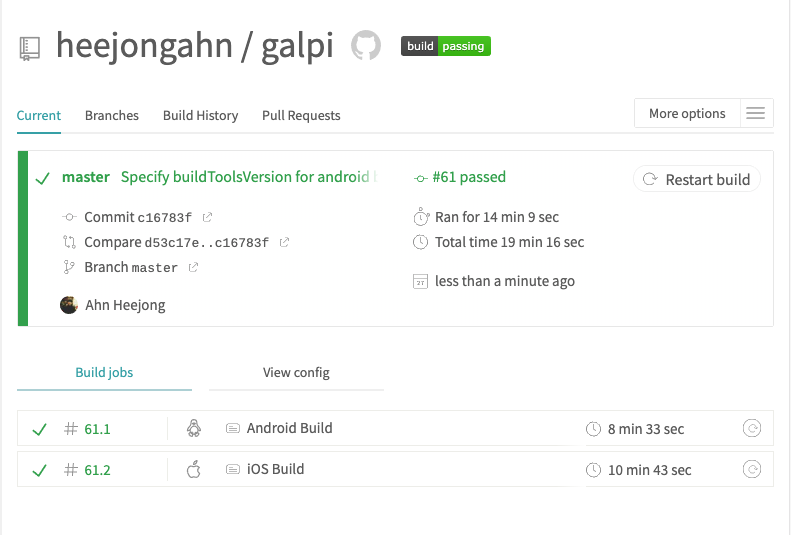 heejongahn / galpi build passing
Current Branches Build History Pull Requests More options
master Specify buildToolsVersion for android #61 passed Restart build
Commit c16783f Ran for 14 min 9 sec
Compare d53c17e..c16783f Total time 19 min 16 sec
Branch master
less than a minute ago
Ahn Heejong
Build jobs View config
# 61.1 Android Build 8 min 33 sec
# 61.2 iOS Build 10 min 43 sec